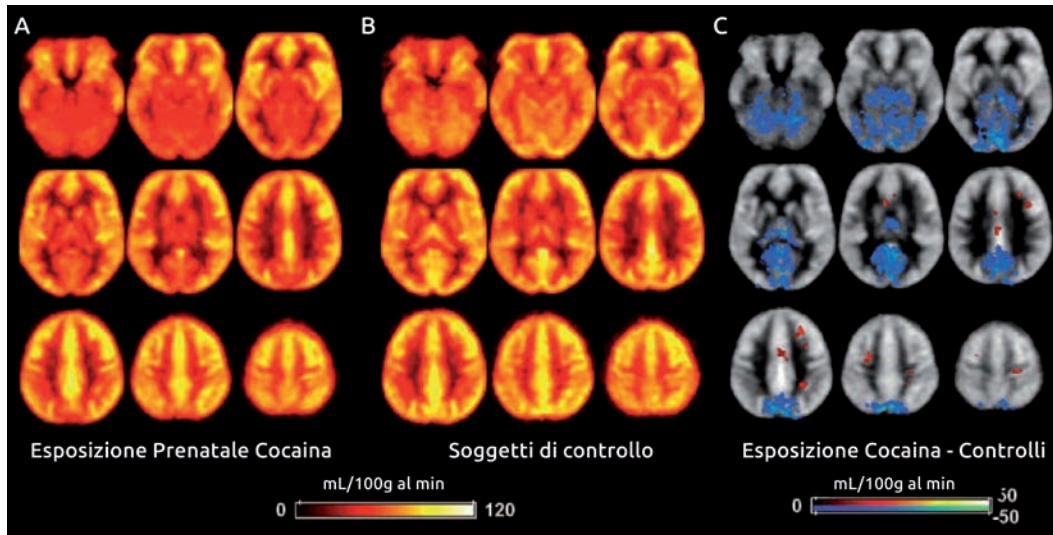 A
B
C
Esposizione Prenatale Cocaina
Soggetti di controllo
Esposizione Cocaina - Controlli
mL/100g al min
0
120
mL/100g al min
0
50
-50